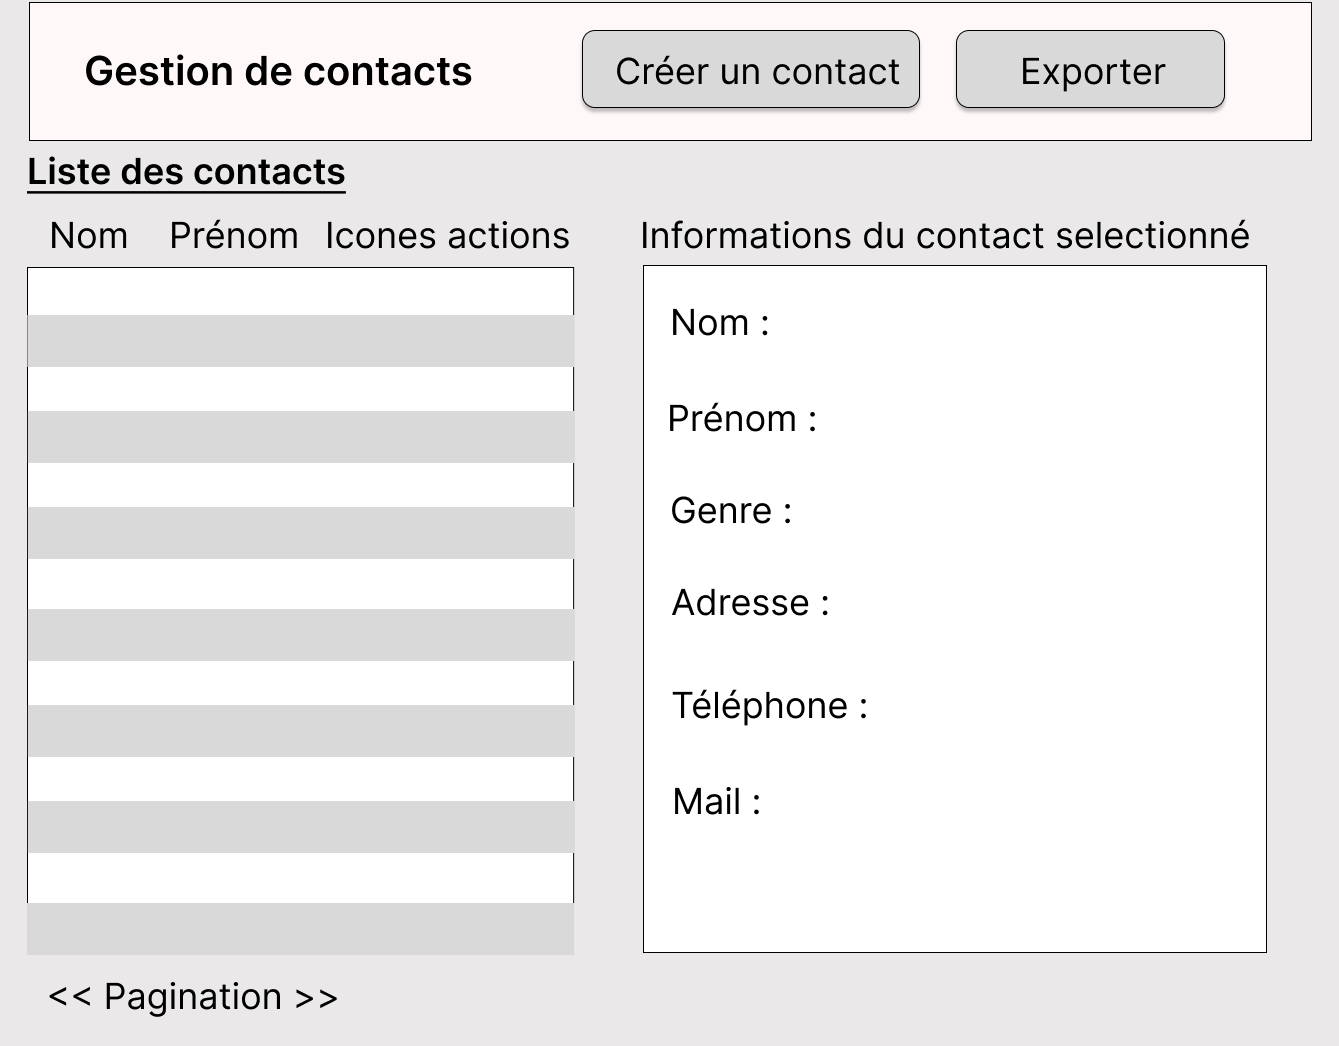 Gestion de contacts
Créer un contact
Exporter
Liste des contacts
Nom Prénom Icones actions
Informations du contact selectionné
Nom :
Prénom :
Genre :
Adresse :
Téléphone :
Mail :
<< Pagination >>